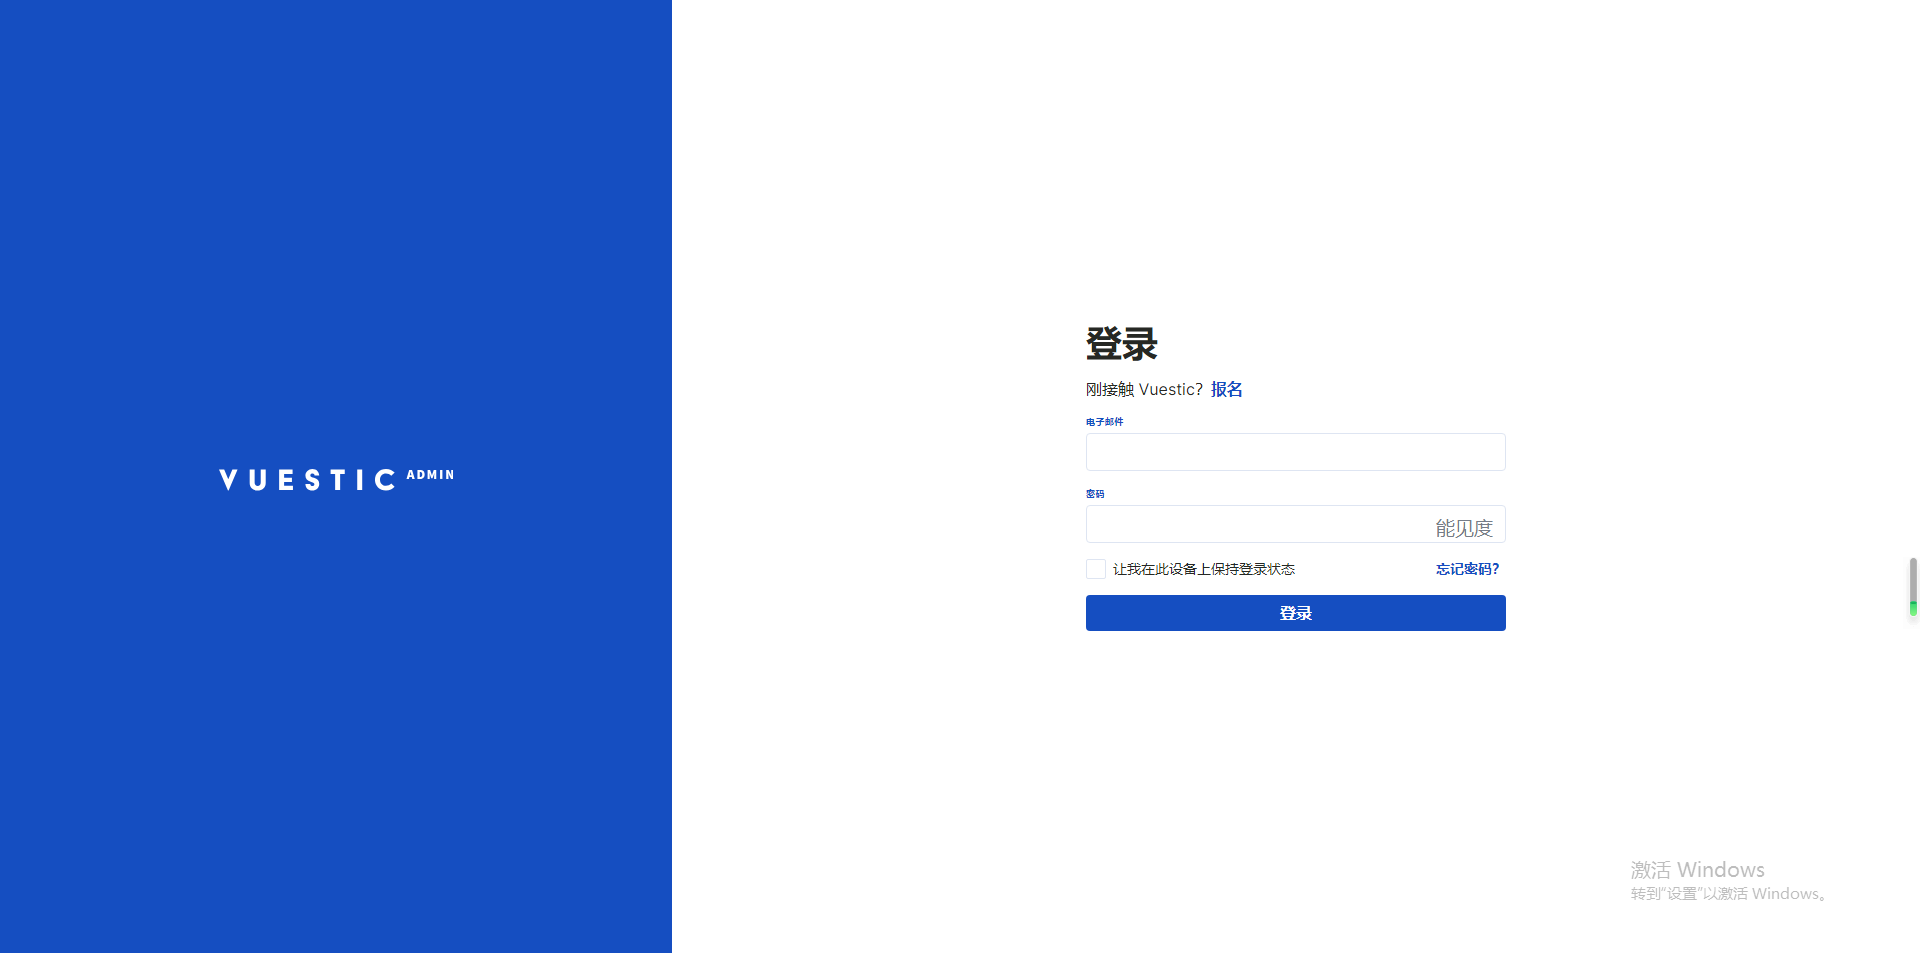 VUESTIC ADMIN
登录
刚接触 Vuestic? 报名
电子邮件
密码
能见度
让我在此设备上保持登录状态
忘记密码?
登录
激活 Windows
转到“设置”以激活 Windows。